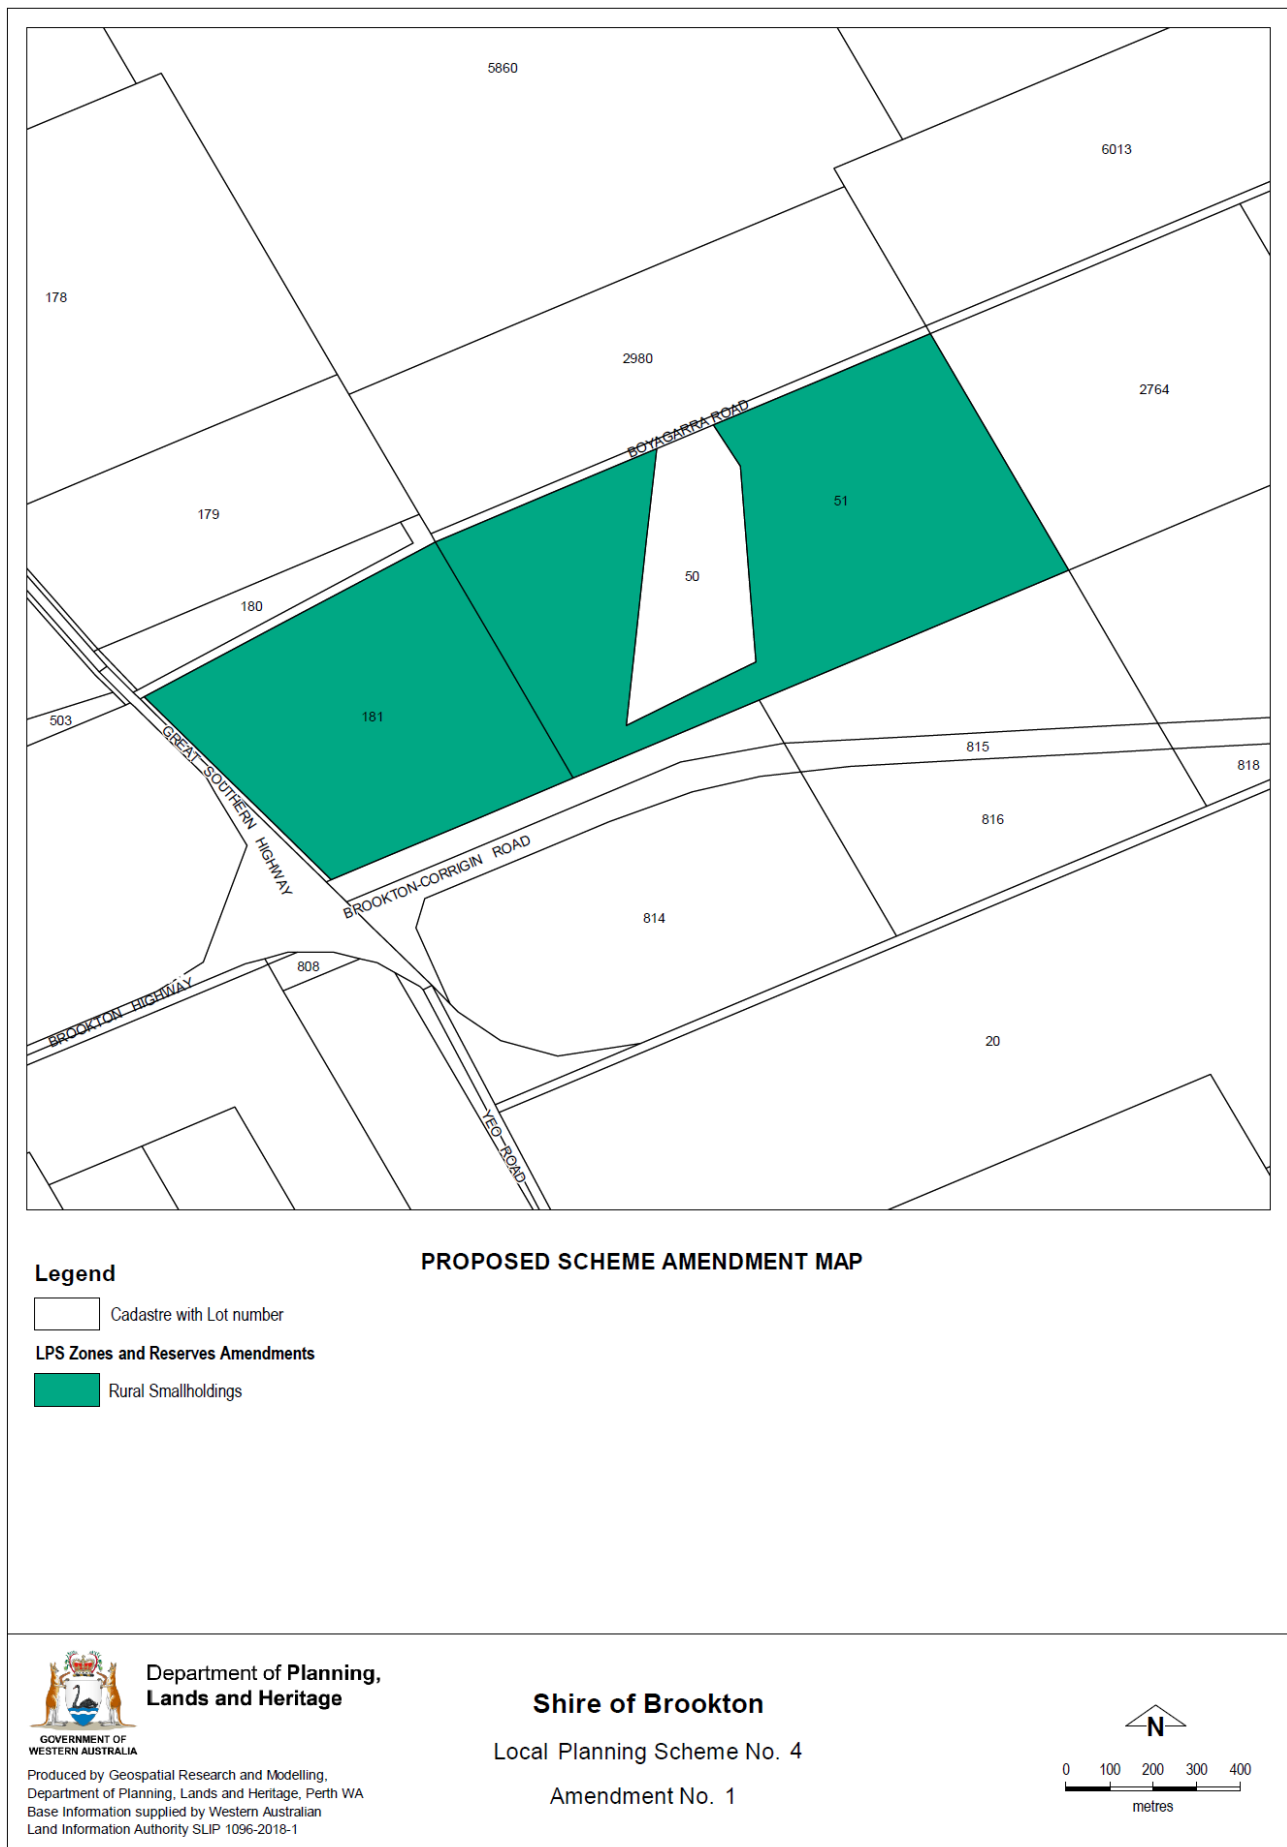 5860
6013
178
2980
2764
BOYAGARRA ROAD
51
179
50
180
181
503
GREAT SOUTHERN HIGHWAY
815
818
816
BROOKTON-CORRIGIN ROAD
814
808
BROOKTON HIGHWAY
20
YEO ROAD
PROPOSED SCHEME AMENDMENT MAP
Legend
Cadastre with Lot number
LPS Zones and Reserves Amendments
Rural Smallholdings
GOVERNMENT OF
WESTERN AUSTRALIA
Department of Planning,
Lands and Heritage
Produced by Geospatial Research and Modelling,
Department of Planning, Lands and Heritage, Perth WA
Base Information supplied by Western Australian
Land Information Authority SLIP 1096-2018-1
Shire of Brookton
Local Planning Scheme No. 4
Amendment No. 1
N
0 100 200 300 400
metres